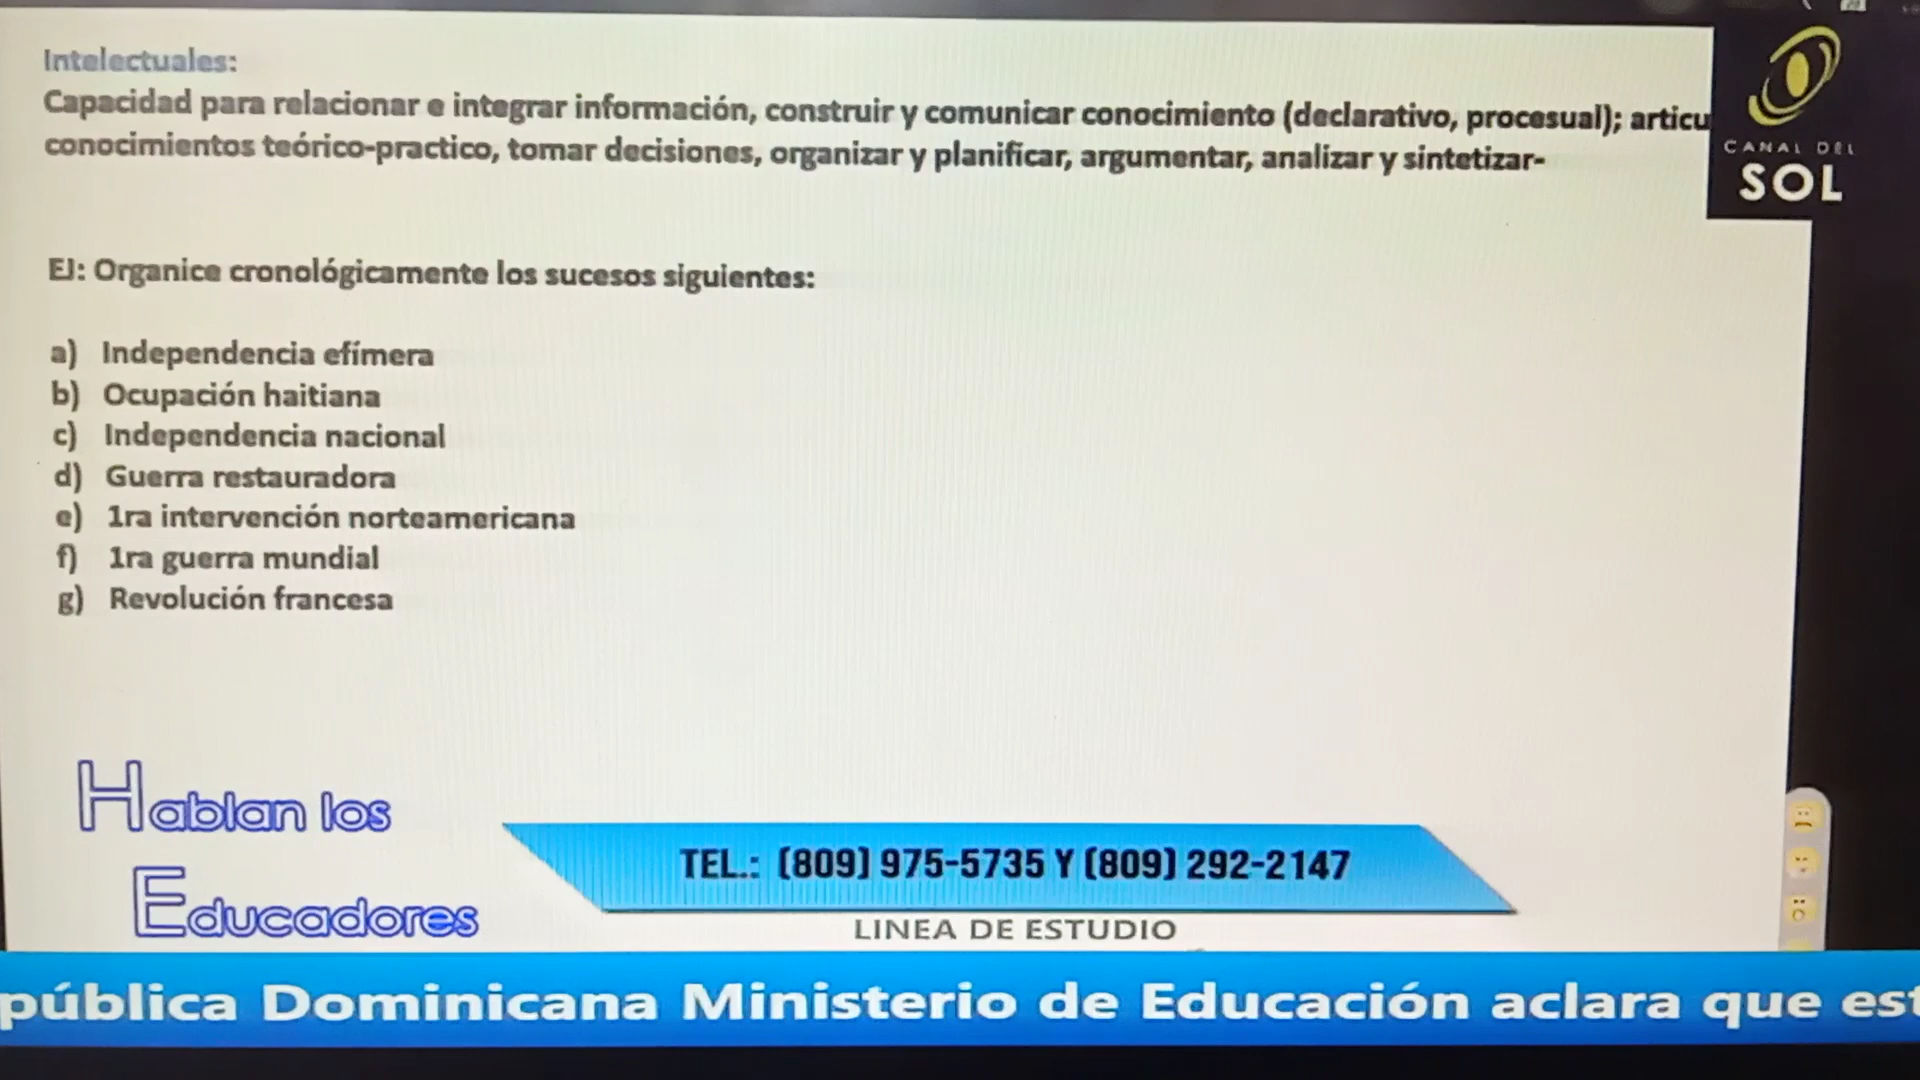 Intelectuales:
Capacidad para relacionar e integrar información, construir y comunicar conocimiento (declarativo, procesual); articu
conocimientos teórico-practico, tomar decisiones, organizar y planificar, argumentar, analizar y sintetizar-
EJ: Organice cronológicamente los sucesos siguientes:
a) Independencia efímera
b) Ocupación haitiana
c) Independencia nacional
d) Guerra restauradora
e) 1ra intervención norteamericana
f) 1ra guerra mundial
g) Revolución francesa
CANAL DEL
SOL
Hablan los
Educadores
TEL.: (809) 975-5735 Y (809) 292-2147
LINEA DE ESTUDIO
pública Dominicana Ministerio de Educación aclara que est